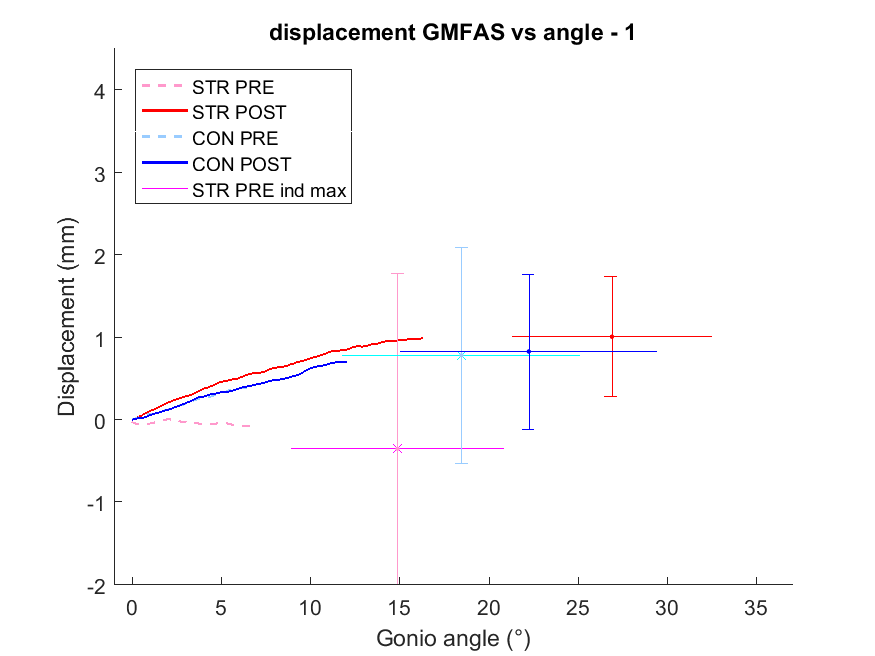 displacement GMFAS vs angle - 1
STR PRE
STR POST
CON PRE
CON POST
STR PRE ind max
Displacement (mm)
4
3
2
1
0
-1
-2
0 5 10 15 20 25 30 35
Gonio angle (°)